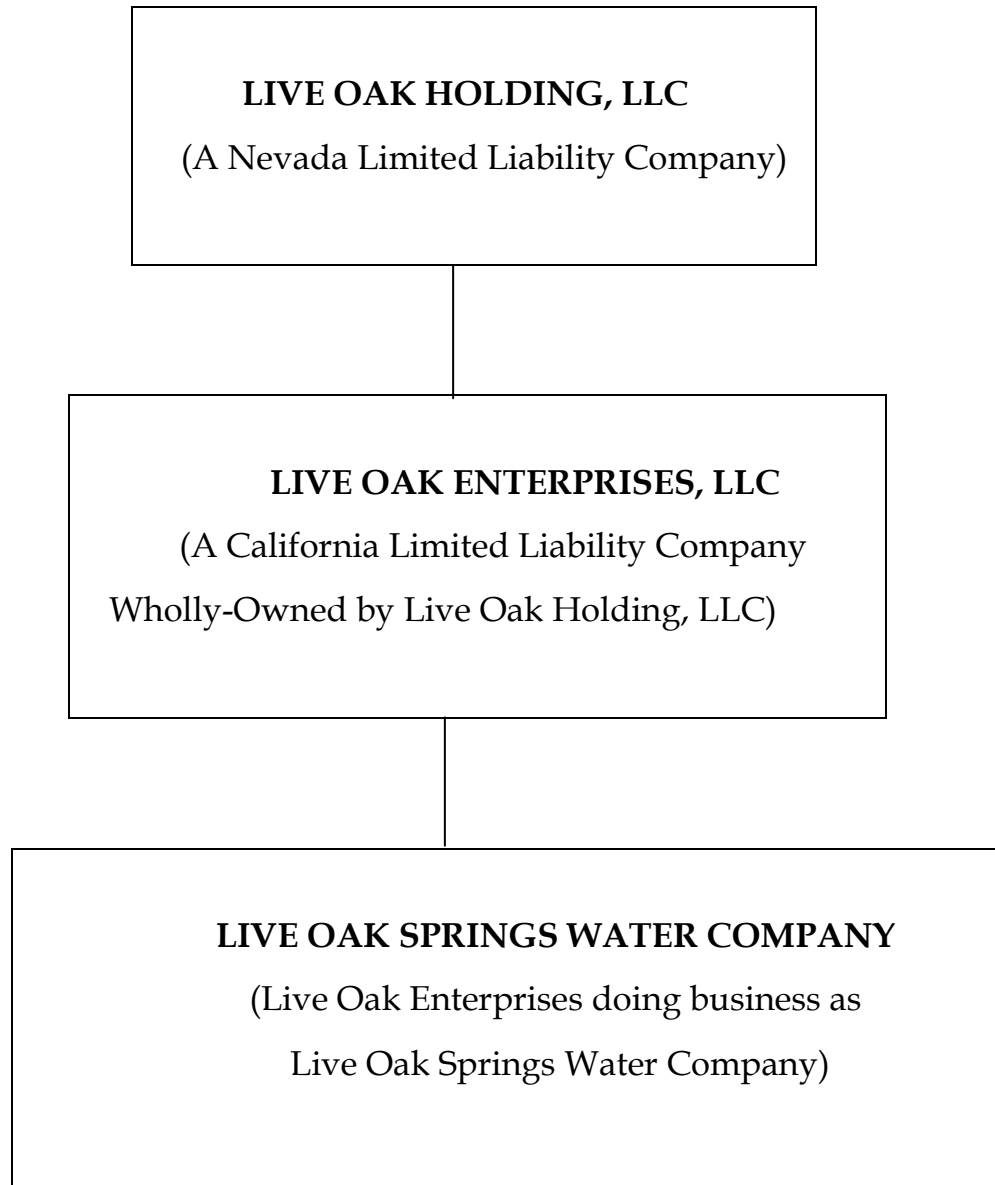 LIVE OAK HOLDING, LLC
(A Nevada Limited Liability Company)
LIVE OAK ENTERPRISES, LLC
(A California Limited Liability Company
Wholly-Owned by Live Oak Holding, LLC)
LIVE OAK SPRINGS WATER COMPANY
(Live Oak Enterprises doing business as
Live Oak Springs Water Company)